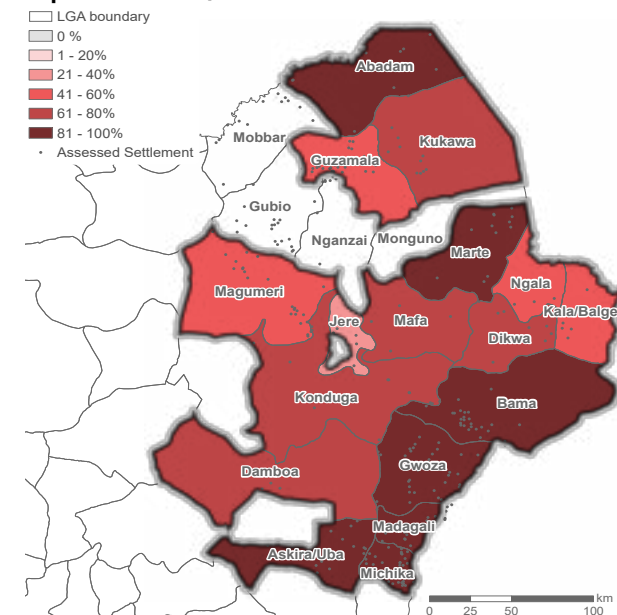 LGA boundary
0 %
1 - 20%
21 - 40%
41 - 60%
61 - 80%
81 - 100%
Assessed Settlement
Abadam
Mobbar
Kukawa
Guzamala
Gubio
Nganzai
Monguno
Marte
Magumeri
Ngala
Jere
Mafa
Kala/Balge
Dikwa
Konduga
Bama
Gwoza
Damboa
Madagali
Askira/Uba
Michika
km
0 25 50 100